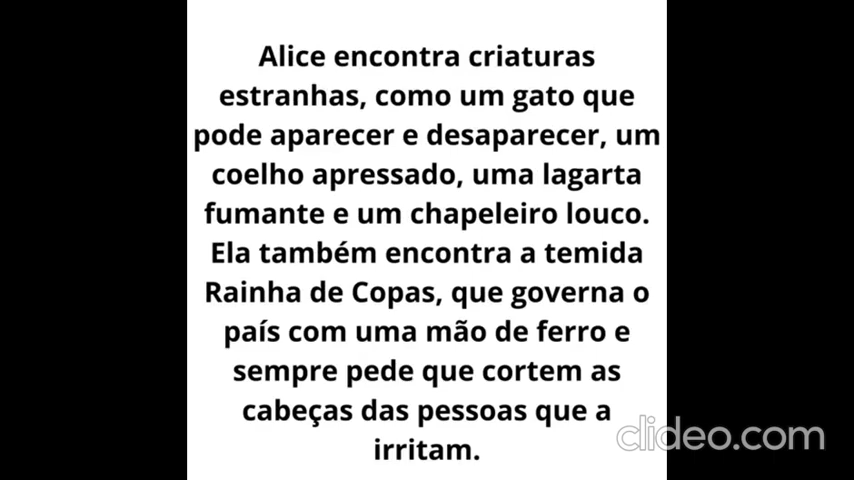 Alice encontra criaturas
estranhas, como um gato que
pode aparecer e desaparecer, um
coelho apressado, uma lagarta
fumante e um chapeleiro louco.
Ela também encontra a temida
Rainha de Copas, que governa o
país com uma mão de ferro e
sempre pede que cortem as
cabeças das pessoas que a
irritam.
clideo.com